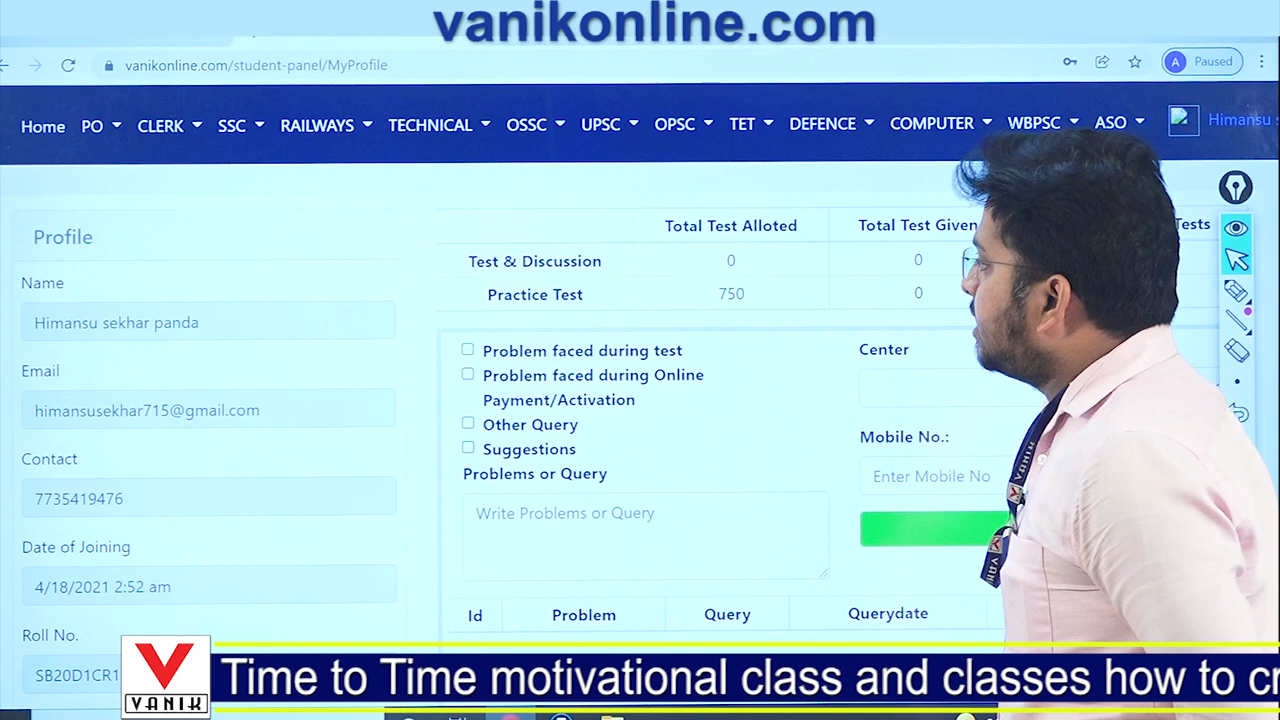 vanikonline.com
vanikonline.com/student-panel/MyProfile
A Paused
Home PO CLERK SSC RAILWAYS TECHNICAL OSSC UPSC OPSC TET DEFENCE COMPUTER WBPSC ASO Himansu
Profile
Name
Himansu sekhar panda
Email
himansusekhar715@gmail.com
Contact
7735419476
Date of Joining
4/18/2021 2:52 am
Roll No.
SB20D1CR1
Total Test Alloted Total Test Given Tests
Test & Discussion 0 0
Practice Test 750 0
Problem faced during test
Problem faced during Online
Payment/Activation
Other Query
Suggestions
Problems or Query
Write Problems or Query
Center
Mobile No.:
Enter Mobile No
Id Problem Query Querydate
VANIK
VANIK
VANIK
Time to Time motivational class and classes how to cr